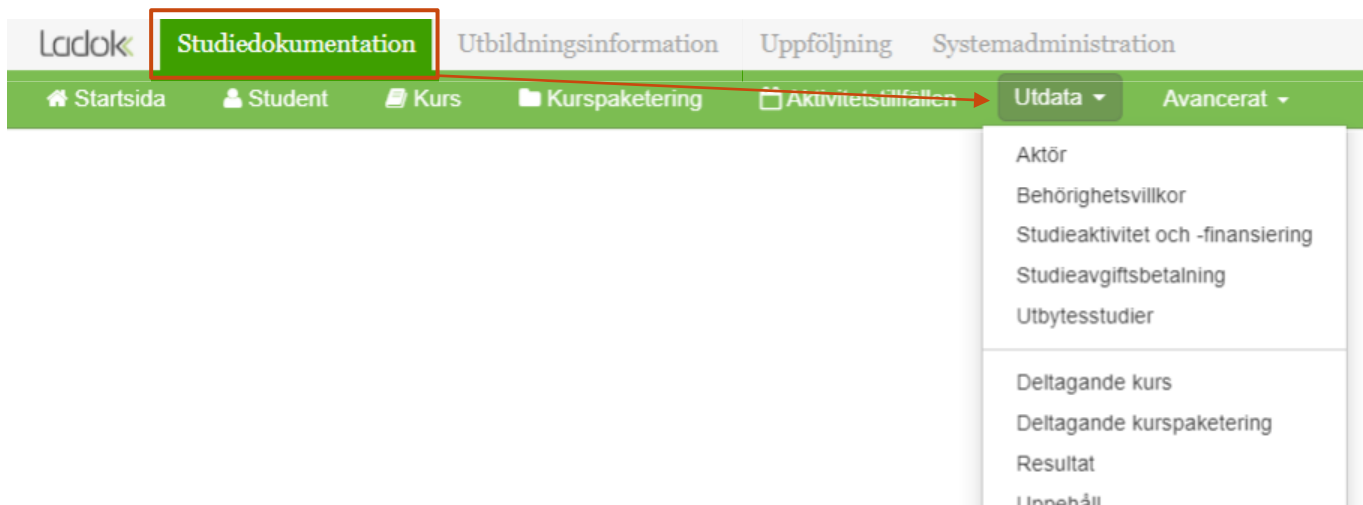 Ladok Studiedokumentation Utbildningsinformation Uppföljning Systemadministration
Startsida Student Kurs Kurspaketering Aktivitetstillfällen Utdata Avancerat
Aktör
Behörighetsvillkor
Studieaktivitet och -finansiering
Studieavgiftsbetalning
Utbytesstudier
Deltagande kurs
Deltagande kurspaketering
Resultat
Uppehåll